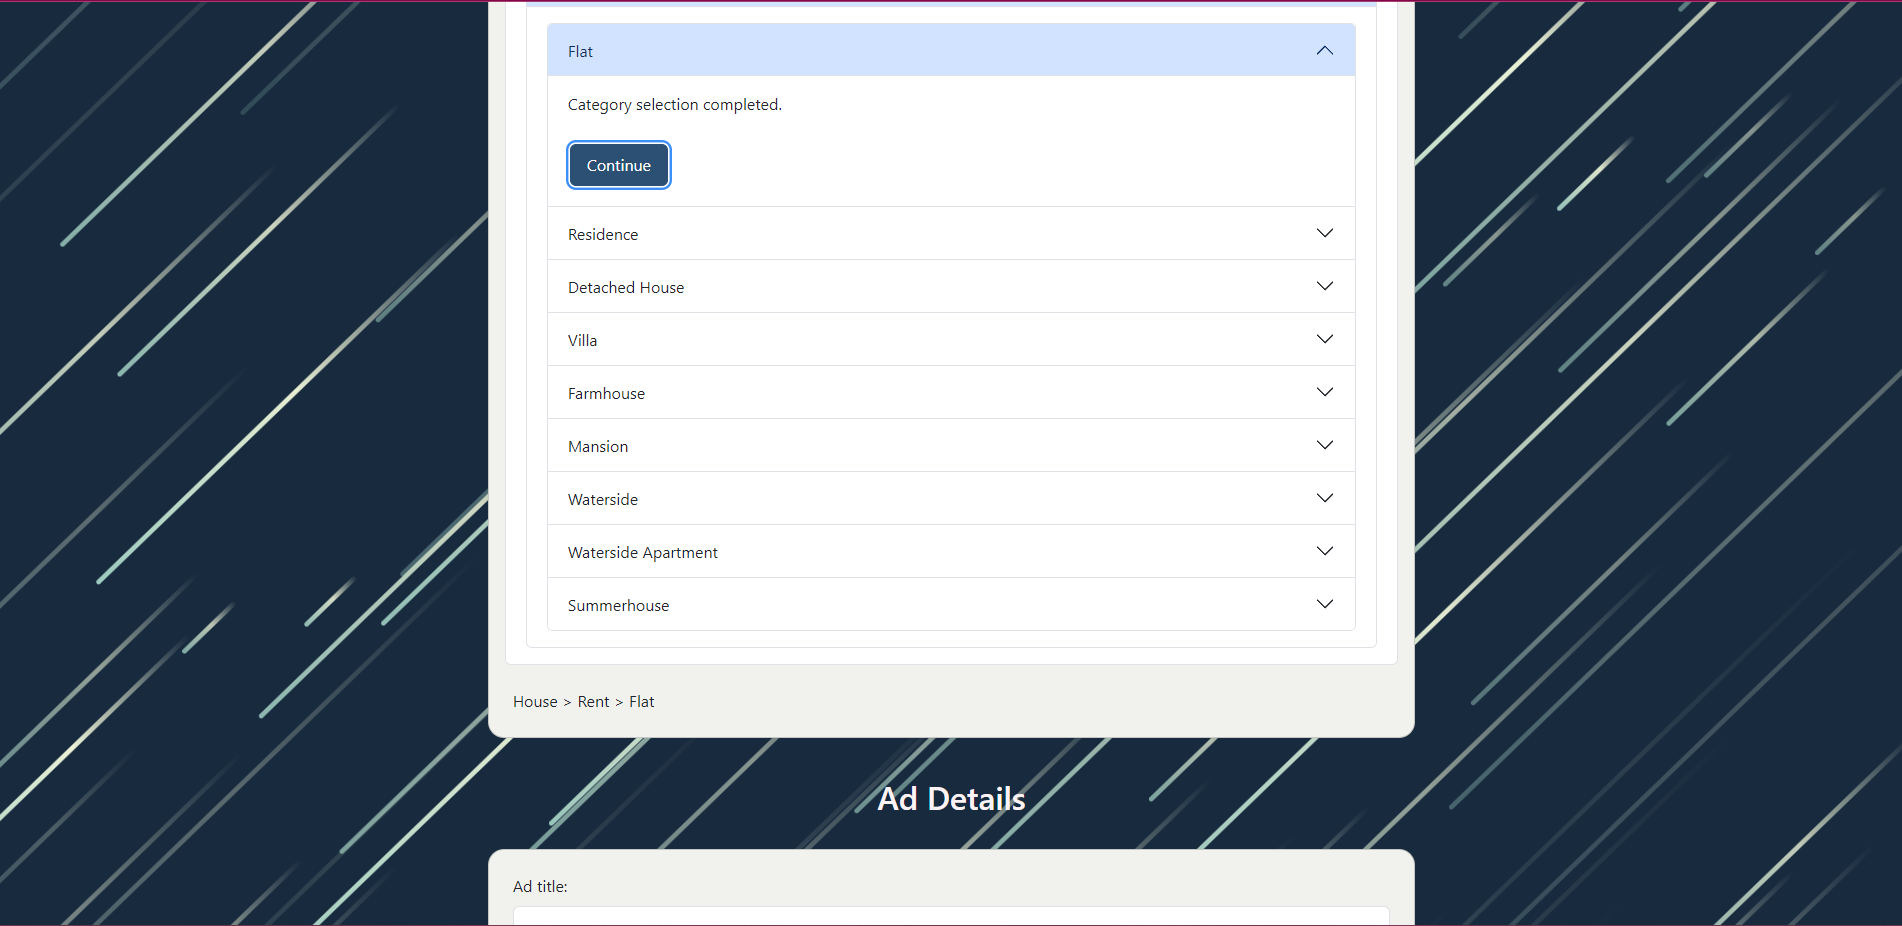 Flat
Category selection completed.
Continue
Residence
Detached House
Villa
Farmhouse
Mansion
Waterside
Waterside Apartment
Summerhouse
House > Rent > Flat
Ad Details
Ad title: